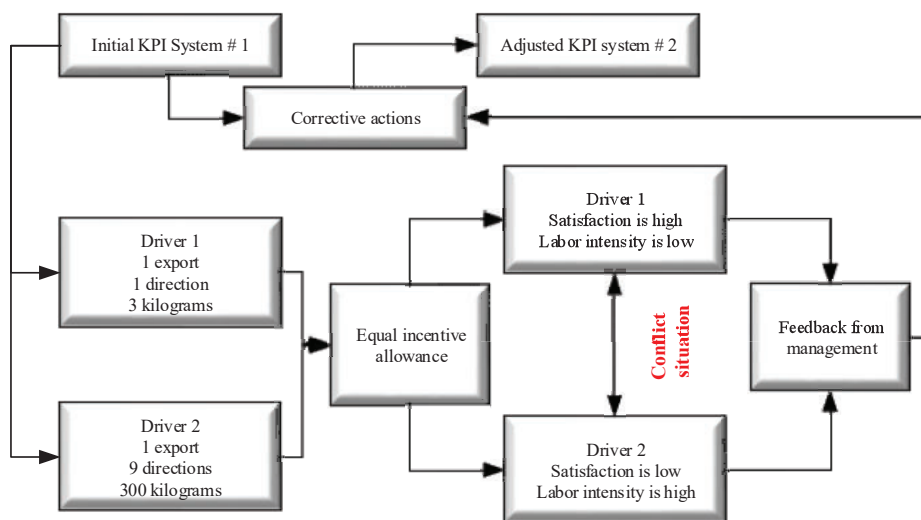 Initial KPI System # 1
Adjusted KPI system # 2
Corrective actions
Driver 1
1 export
1 direction
3 kilograms
Driver 2
1 export
9 directions
300 kilograms
Equal incentive
allowance
Driver 1
Satisfaction is high
Labor intensity is low
Conflict
situation
Driver 2
Satisfaction is low
Labor intensity is high
Feedback from
management